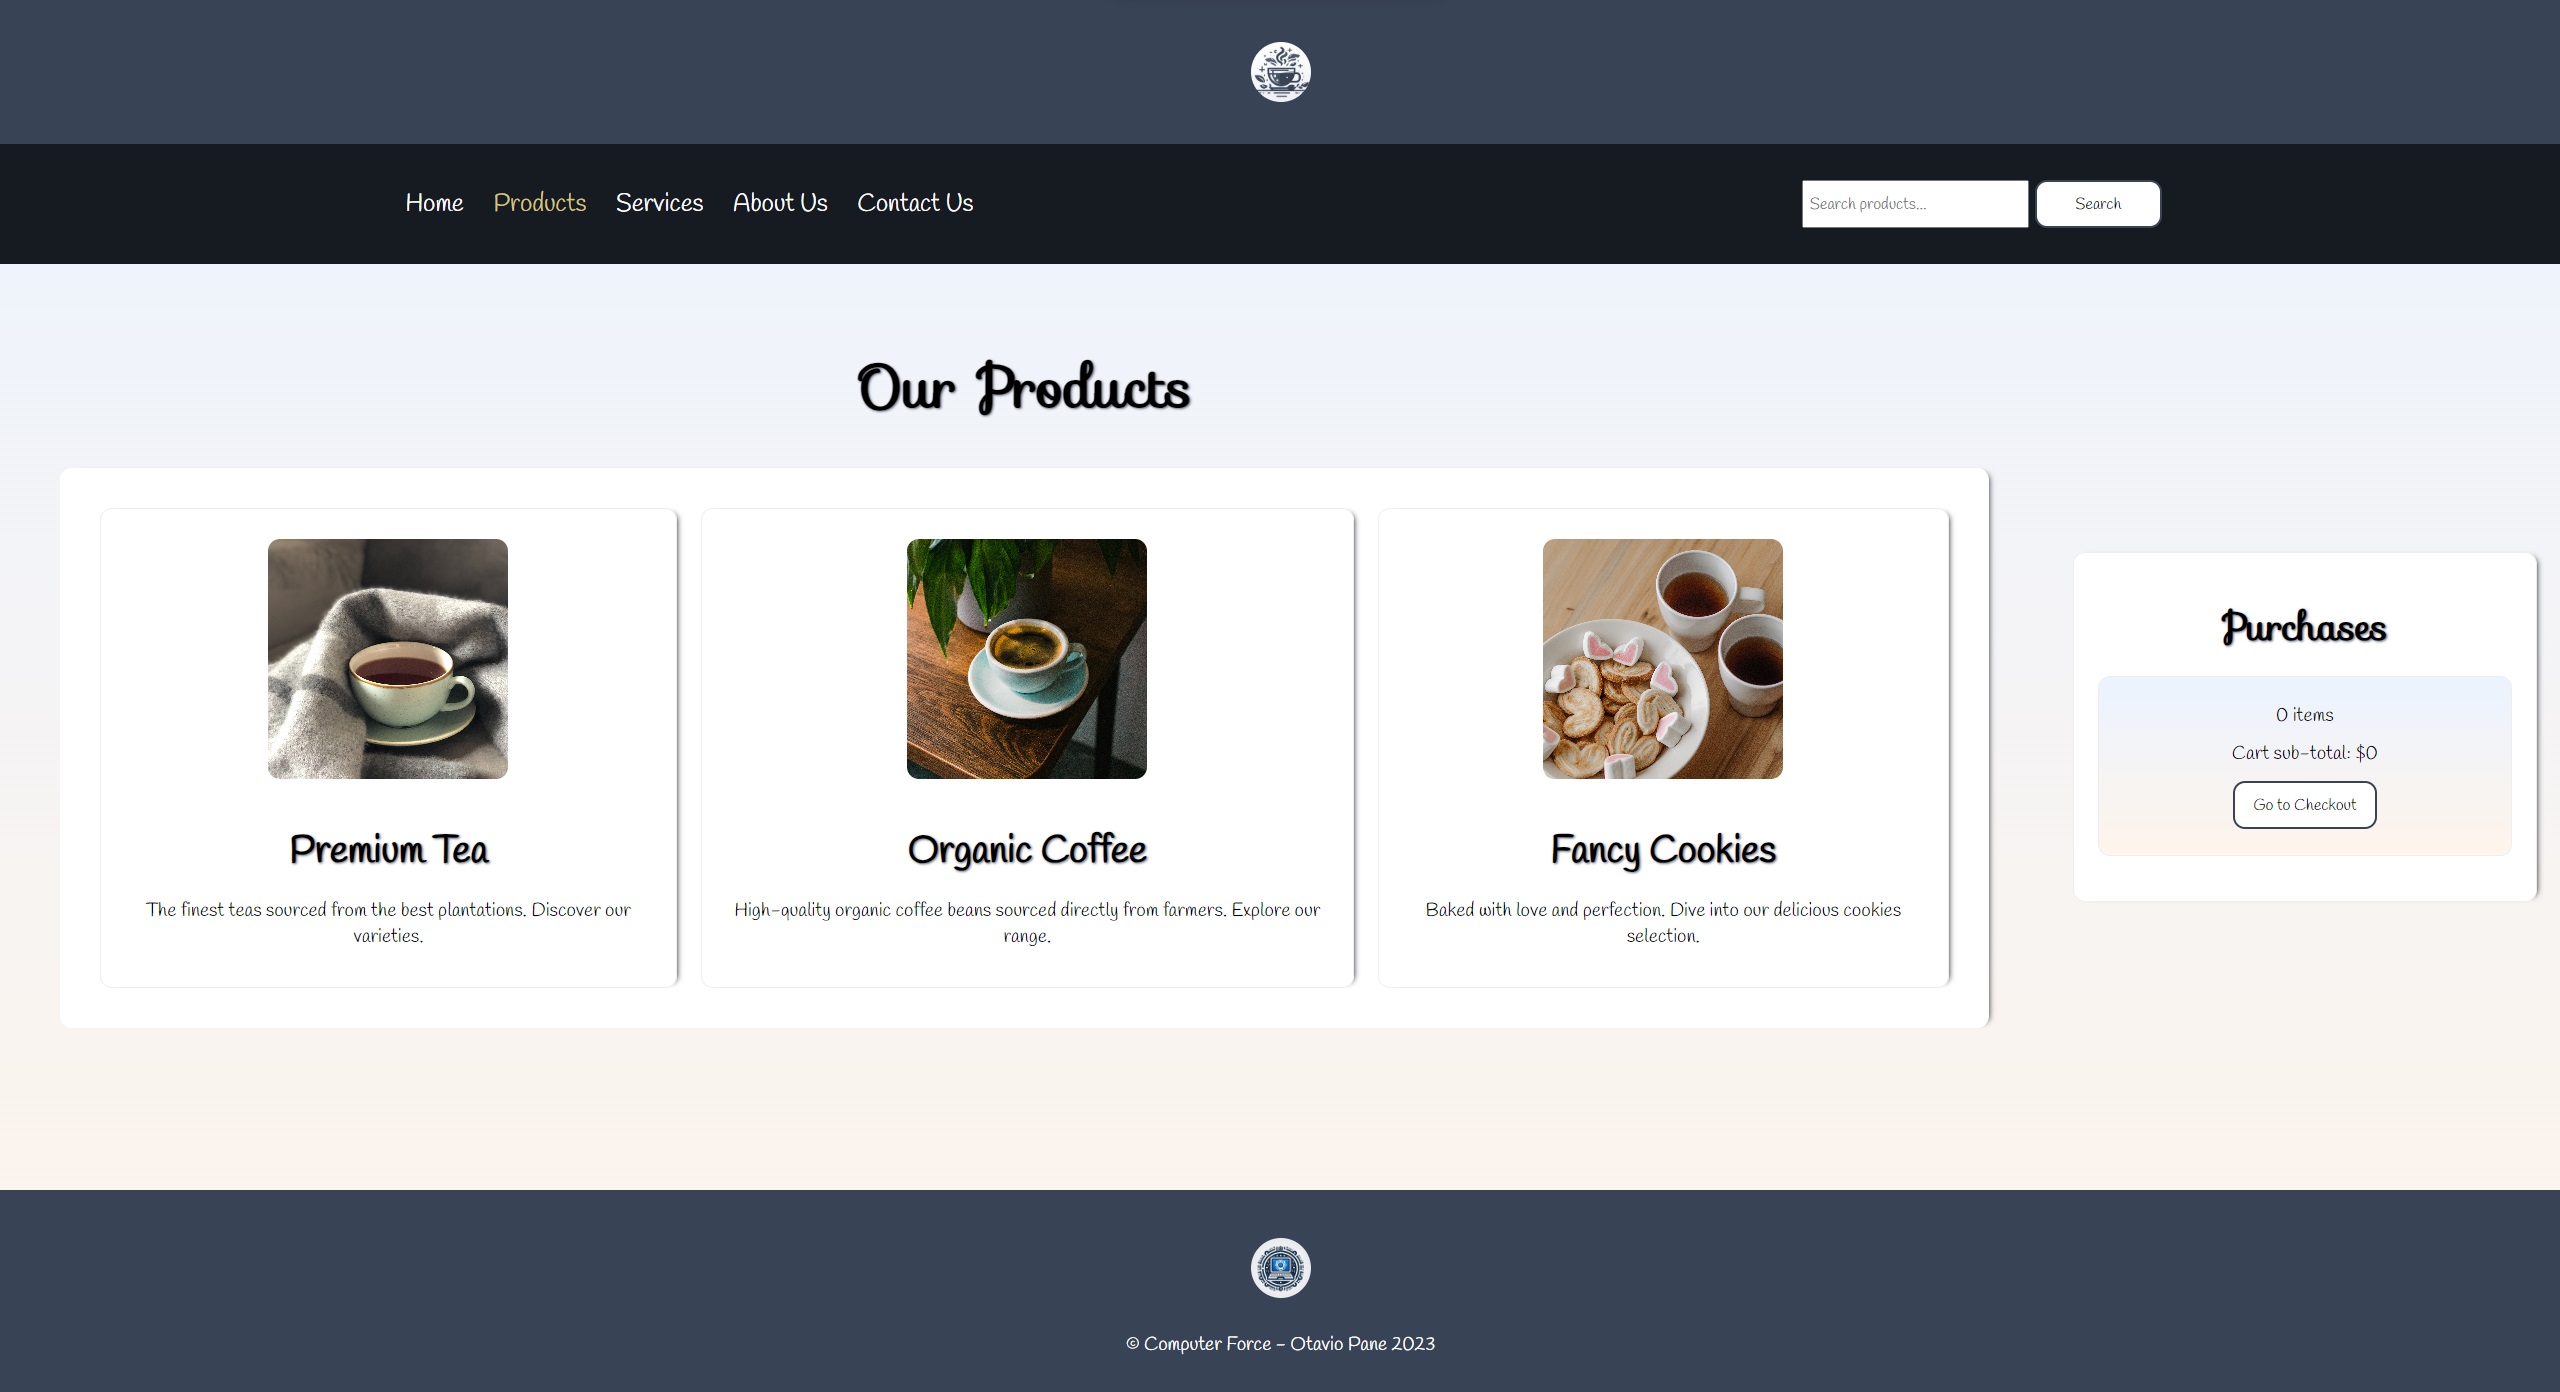 Home Products Services About Us Contact Us
Search products... Search
Our Products
Premium Tea
The finest teas sourced from the best plantations. Discover our
varieties.
Organic Coffee
High-quality organic coffee beans sourced directly from farmers. Explore our
range.
Fancy Cookies
Baked with love and perfection. Dive into our delicious cookies
selection.
Purchases
0 items
Cart sub-total: $0
Go to Checkout
© Computer Force - Otavio Pane 2023